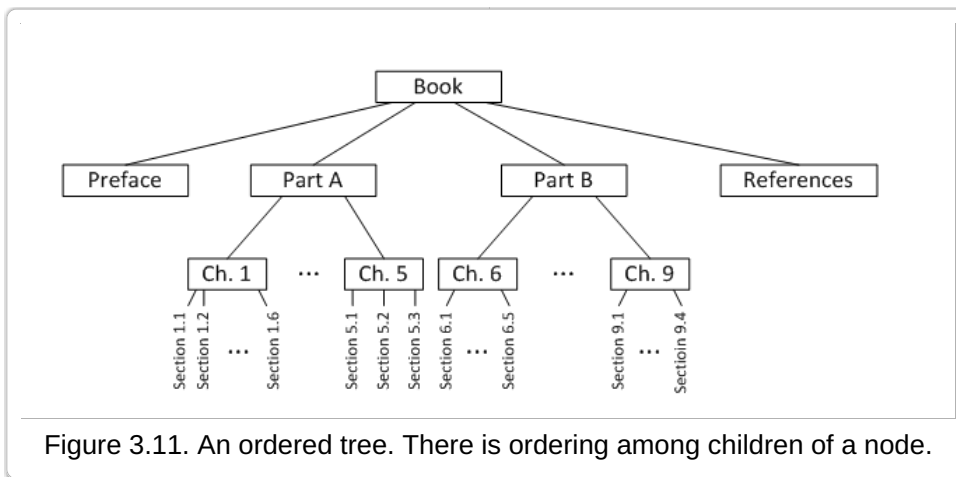 Book
Preface
Part A
Part B
References
Ch. 1
...
Ch. 5
Ch. 6
...
Ch. 9
Section 1.1
Section 1.2
...
Section 1.6
Section 5.1
Section 5.2
Section 5.3
Section 6.1
...
Section 6.5
Section 9.1
...
Sectioin 9.4
Figure 3.11. An ordered tree. There is ordering among children of a node.